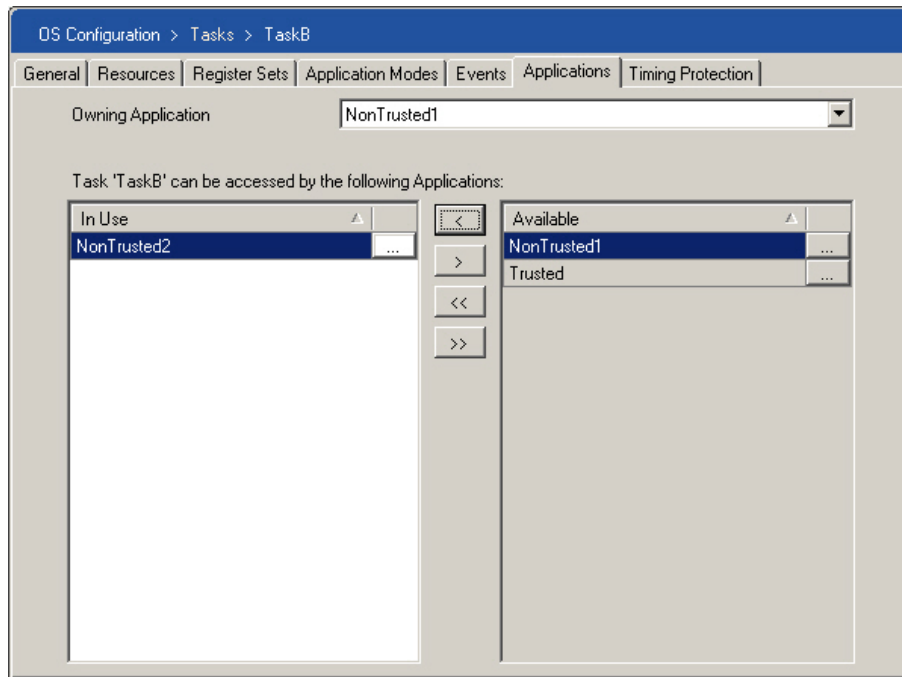 OS Configuration > Tasks > TaskB
General Resources Register Sets Application Modes Events Applications Timing Protection
Owning Application NonTrusted1
Task 'TaskB' can be accessed by the following Applications:
In Use < Available
NonTrusted2 ... NonTrusted1 ...
> Trusted ...
<<
>>